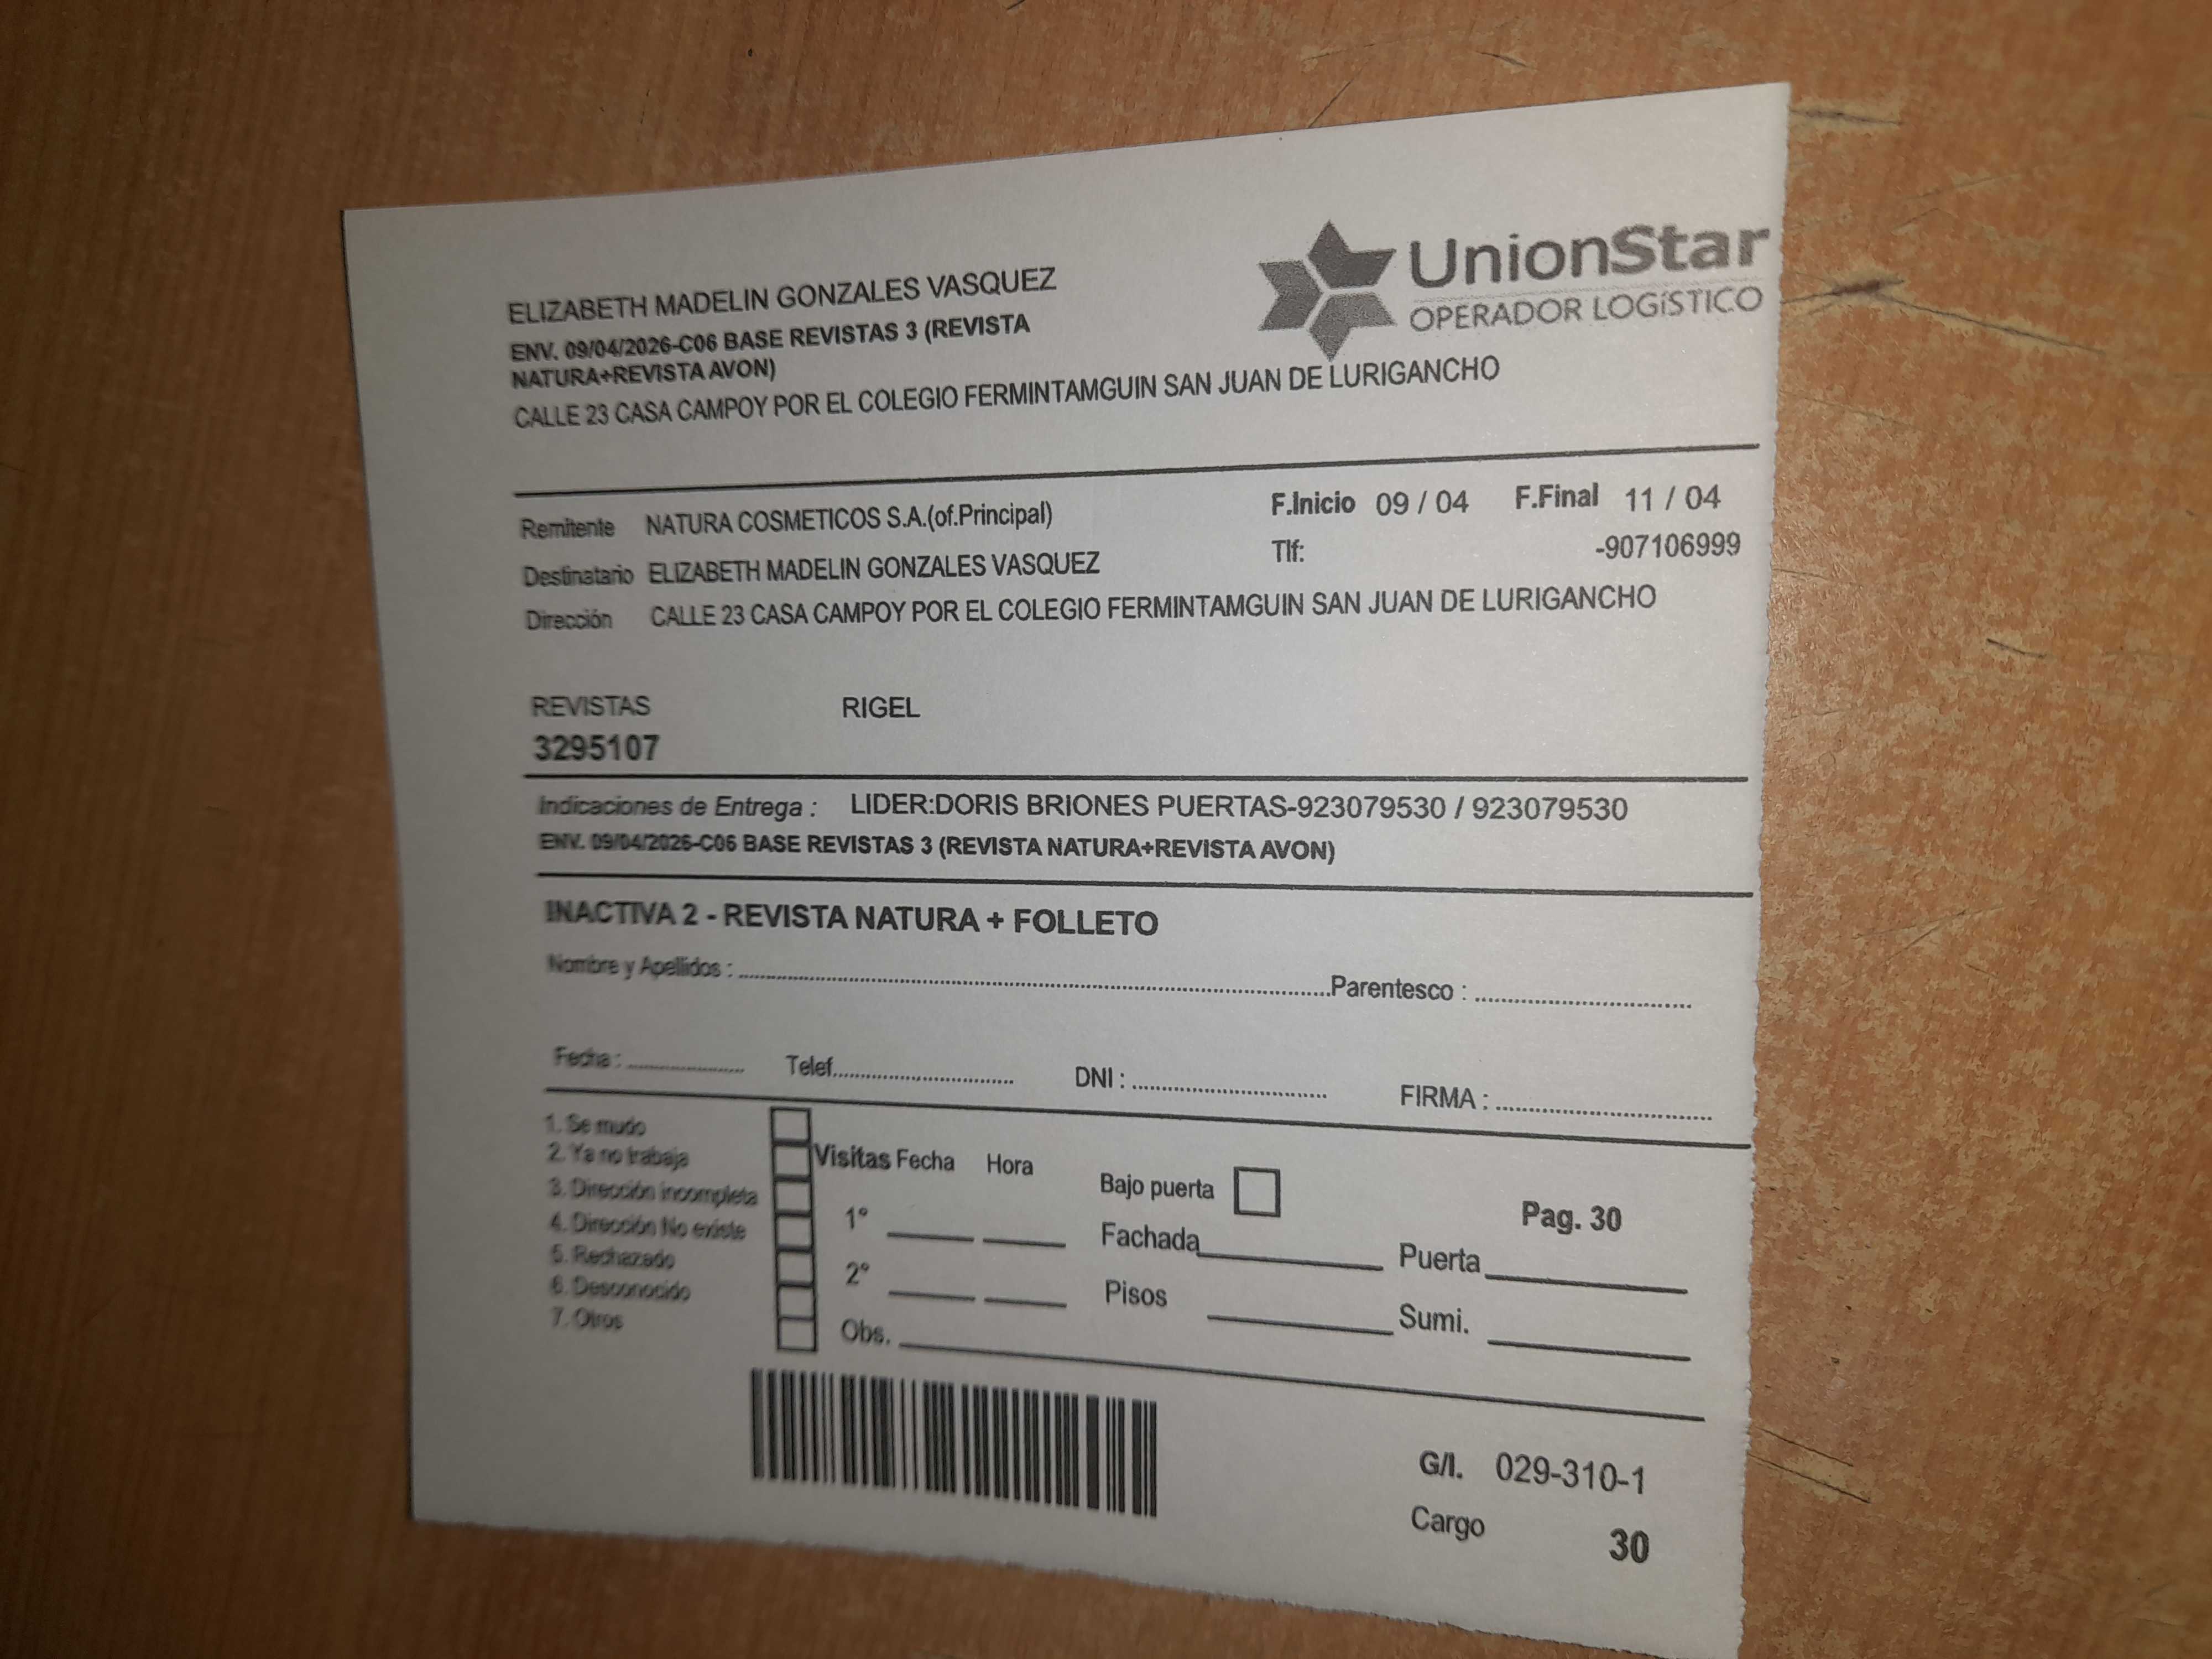 UnionStar
OPERADOR LOGÍSTICO
ELIZABETH MADELIN GONZALES VASQUEZ
ENV. 09/04/2026-C06 BASE REVISTAS 3 (REVISTA
NATURA+REVISTA AVON)
CALLE 23 CASA CAMPOY POR EL COLEGIO FERMINTAMGUIN SAN JUAN DE LURIGANCHO
Remitente NATURA COSMETICOS S.A.(of.Principal) F.Inicio 09 / 04 F.Final 11 / 04
Destinatario ELIZABETH MADELIN GONZALES VASQUEZ Tlf: -907106999
Dirección CALLE 23 CASA CAMPOY POR EL COLEGIO FERMINTAMGUIN SAN JUAN DE LURIGANCHO
REVISTAS RIGEL
3295107
Indicaciones de Entrega : LIDER:DORIS BRIONES PUERTAS-923079530 / 923079530
ENV. 09/04/2026-C06 BASE REVISTAS 3 (REVISTA NATURA+REVISTA AVON)
INACTIVA 2 - REVISTA NATURA + FOLLETO
Nombre y Apellidos : Parentesco :
Fecha : Telef. DNI : FIRMA :
1. Se mudo
2. Ya no trabaja
3. Dirección incompleta
4. Dirección No existe
5. Rechazado
6. Desconocido
7. Otros
Visitas Fecha Hora
1°
2°
Obs.
Bajo puerta
Fachada Puerta
Pisos Sumi.
Pag. 30
G/I. 029-310-1
Cargo 30